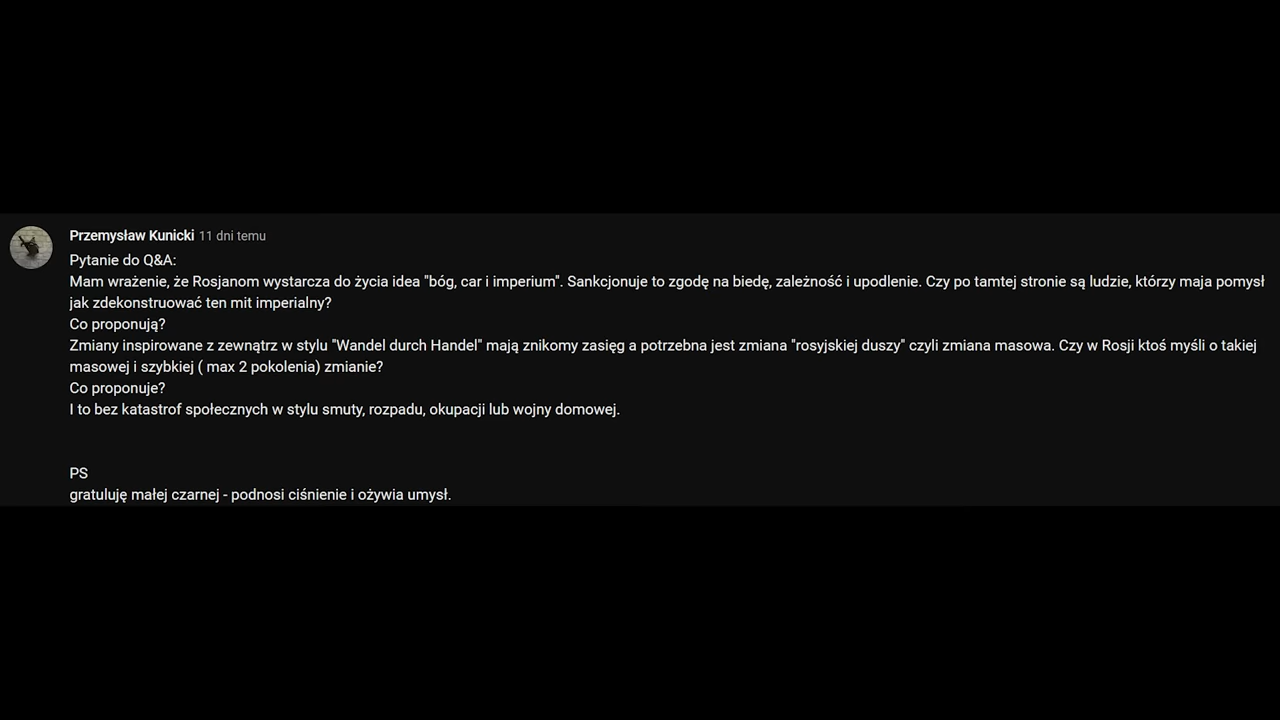 Przemysław Kunicki 11 dni temu
Pytanie do Q&A:
Mam wrażenie, że Rosjanom wystarcza do życia idea "bóg, car i imperium". Sankcjonuje to zgodę na biedę, zależność i upodlenie. Czy po tamtej stronie są ludzie, którzy maja pomysł
jak zdekonstruować ten mit imperialny?
Co proponują?
Zmiany inspirowane z zewnątrz w stylu "Wandel durch Handel" mają znikomy zasięg a potrzebna jest zmiana "rosyjskiej duszy" czyli zmiana masowa. Czy w Rosji ktoś myśli o takiej
masowej i szybkiej ( max 2 pokolenia) zmianie?
Co proponuje?
I to bez katastrof społecznych w stylu smuty, rozpadu, okupacji lub wojny domowej.
PS
gratuluję małej czarnej - podnosi ciśnienie i ożywia umysł.